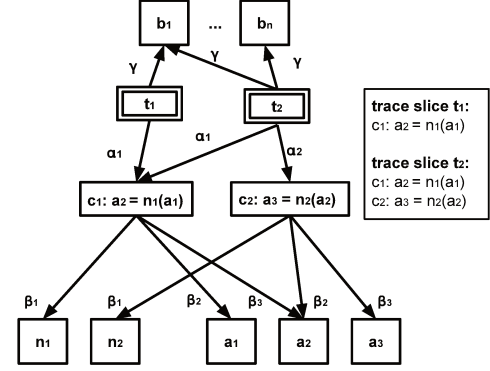 b1 ... bn
γ γ γ
t1 t2
α1 α1 α2
c1: a2 = n1(a1) c2: a3 = n2(a2)
β1 β1 β2 β3 β2 β3
n1 n2 a1 a2 a3
trace slice t1:
c1: a2 = n1(a1)
trace slice t2:
c1: a2 = n1(a1)
c2: a3 = n2(a2)